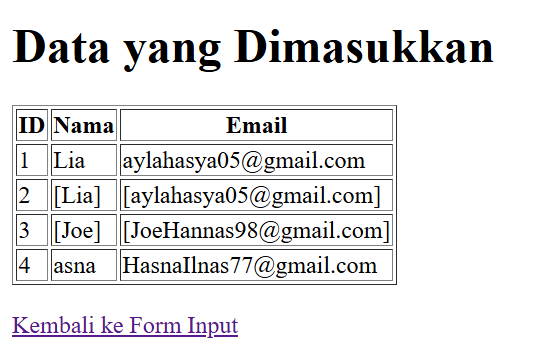 Data yang Dimasukkan
ID Nama Email
1 Lia aylahasya05@gmail.com
2 [Lia] [aylahasya05@gmail.com]
3 [Joe] [JoeHannas98@gmail.com]
4 asna HasnaIlnas77@gmail.com
Kembali ke Form Input